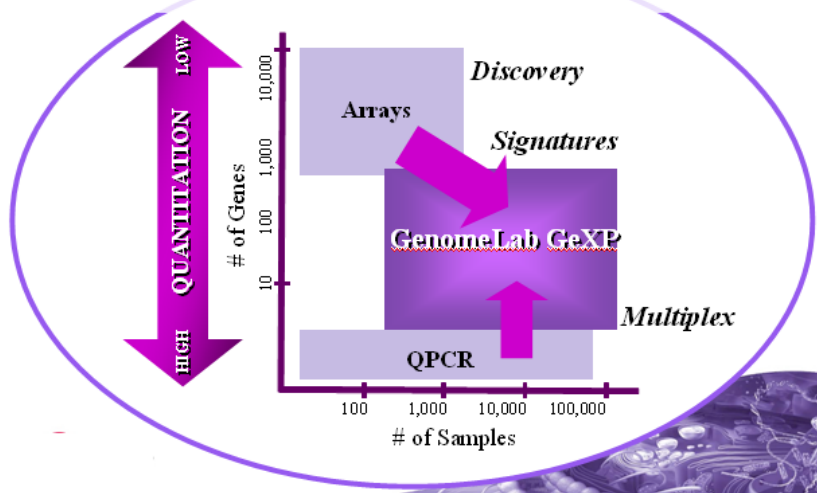 LOW
QUANTITATION
HIGH
# of Genes
10,000
1,000
100
10
Discovery
Arrays
Signatures
GenomeLab GeXP
Multiplex
QPCR
100
1,000
10,000
100,000
# of Samples